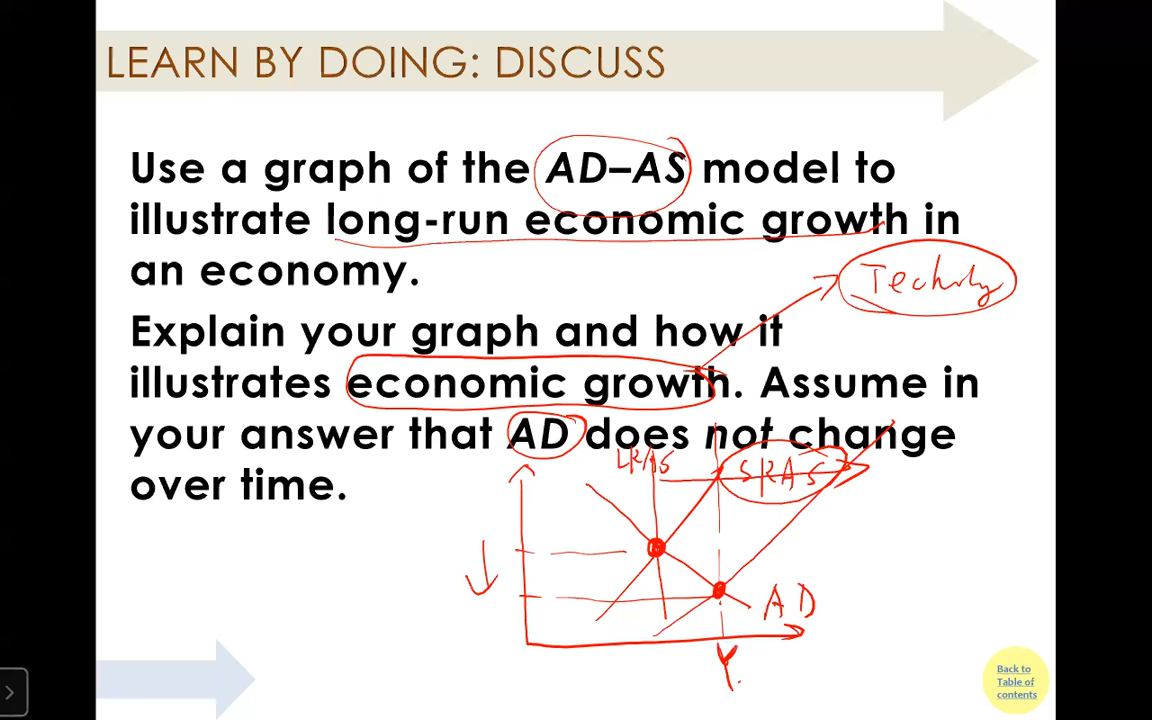 LEARN BY DOING: DISCUSS
Use a graph of the AD–AS model to
illustrate long-run economic growth in
an economy.
Explain your graph and how it
illustrates economic growth. Assume in
your answer that AD does not change
over time.
LRAS
SRAS
AD
Y
Back to
Table of
contents